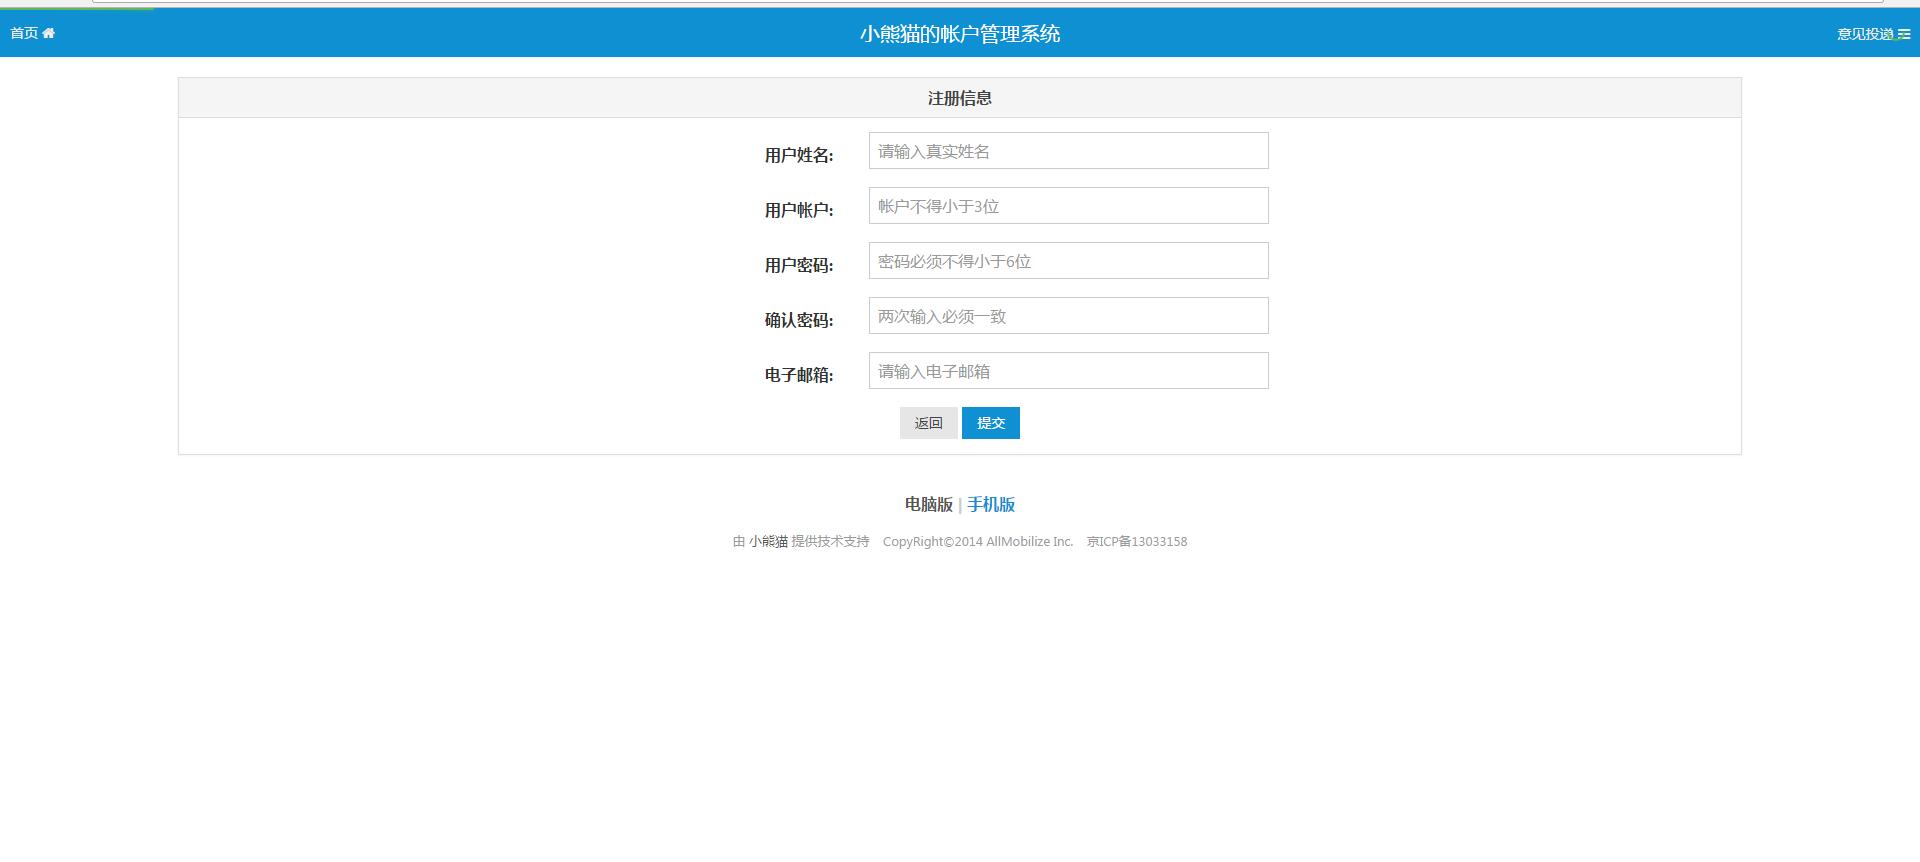 首页
小熊猫的帐户管理系统
意见投递
注册信息
用户姓名: 请输入真实姓名
用户帐户: 帐户不得小于3位
用户密码: 密码必须不得小于6位
确认密码: 两次输入必须一致
电子邮箱: 请输入电子邮箱
返回 提交
电脑版 | 手机版
由 小熊猫 提供技术支持 CopyRight©2014 AllMobilize Inc. 京ICP备13033158